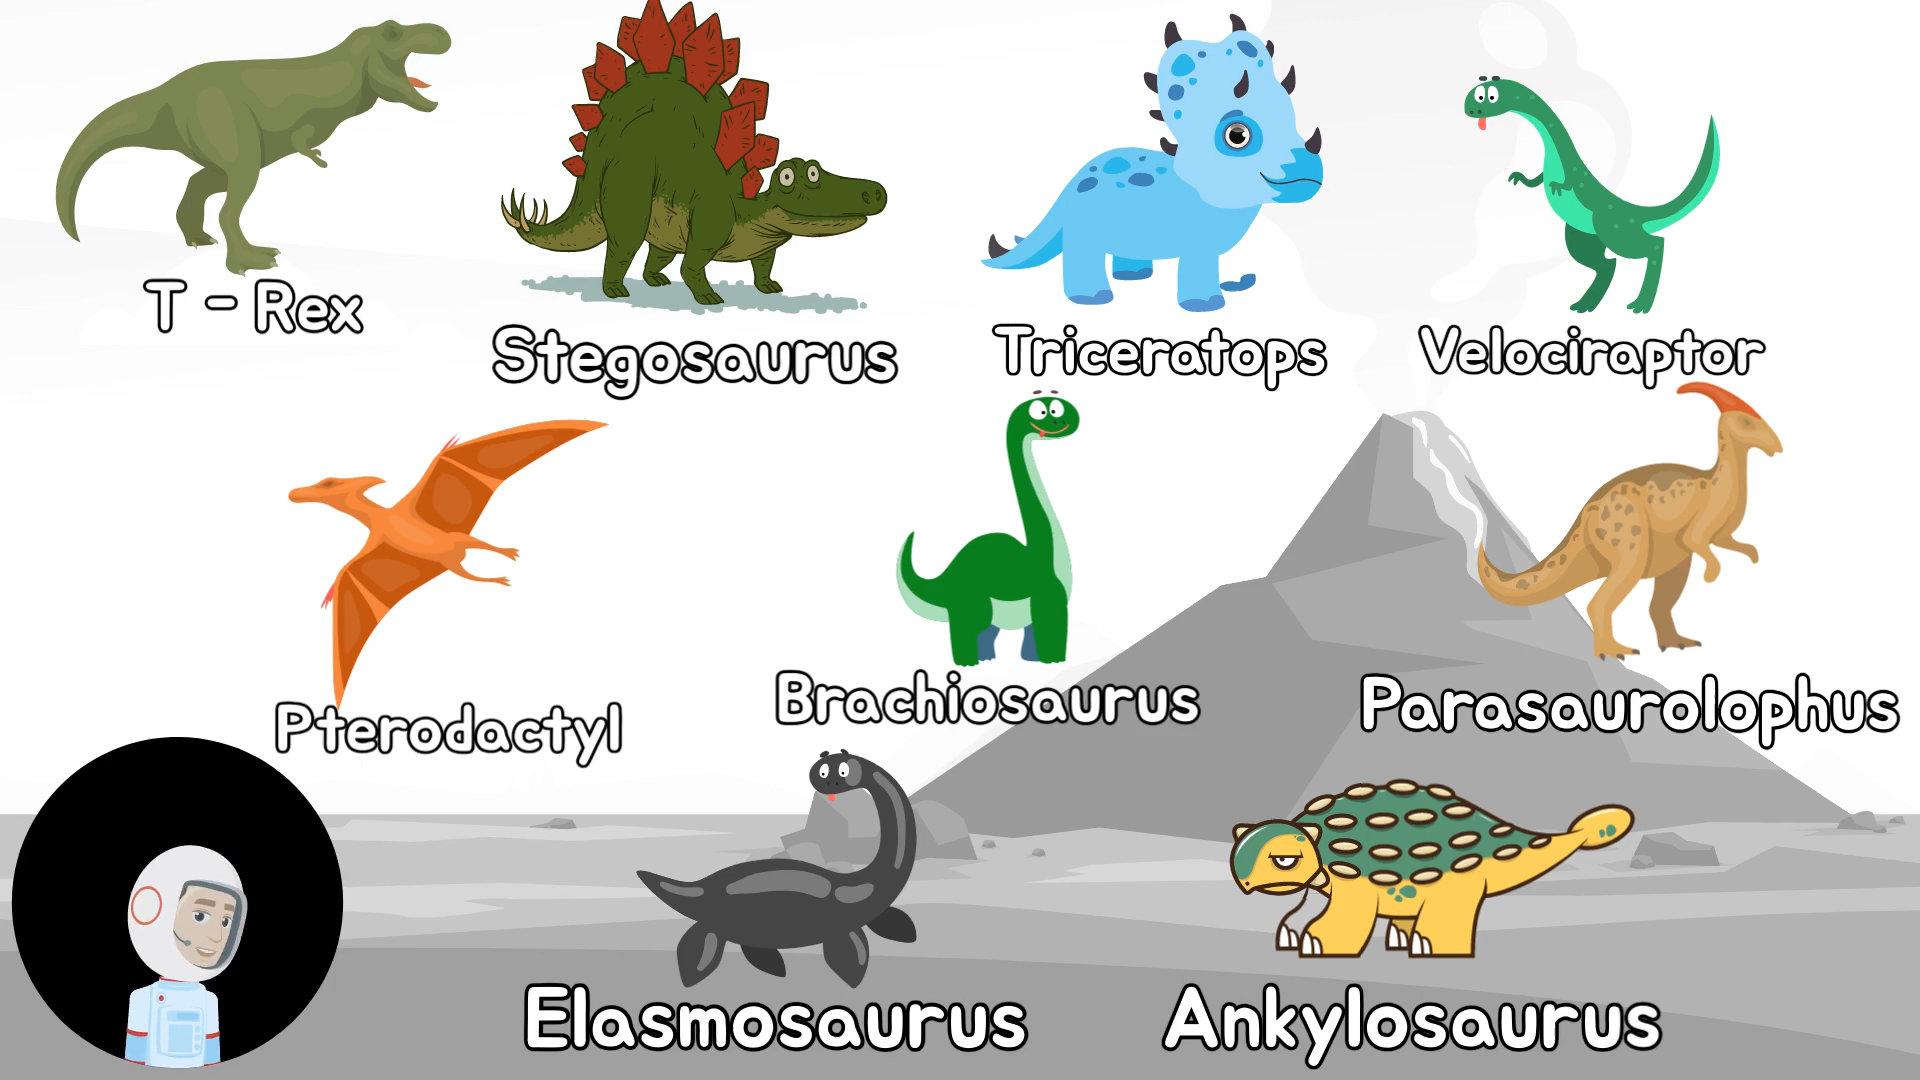 T - Rex
Stegosaurus
Triceratops
Velociraptor
Pterodactyl
Brachiosaurus
Parasaurolophus
Elasmosaurus
Ankylosaurus